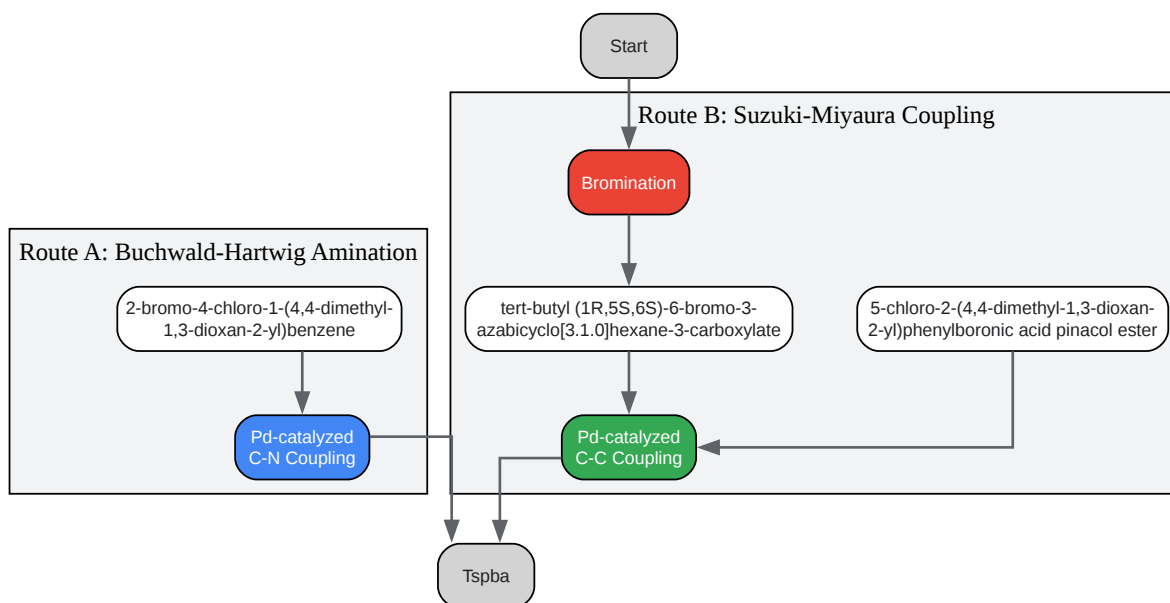 Start
Route B: Suzuki-Miyaura Coupling
Bromination
Route A: Buchwald-Hartwig Amination
2-bromo-4-chloro-1-(4,4-dimethyl-
1,3-dioxan-2-yl)benzene
tert-butyl (1R,5S,6S)-6-bromo-3-
azabicyclo[3.1.0]hexane-3-carboxylate
5-chloro-2-(4,4-dimethyl-1,3-dioxan-
2-yl)phenylboronic acid pinacol ester
Pd-catalyzed
C-N Coupling
Pd-catalyzed
C-C Coupling
Tspba